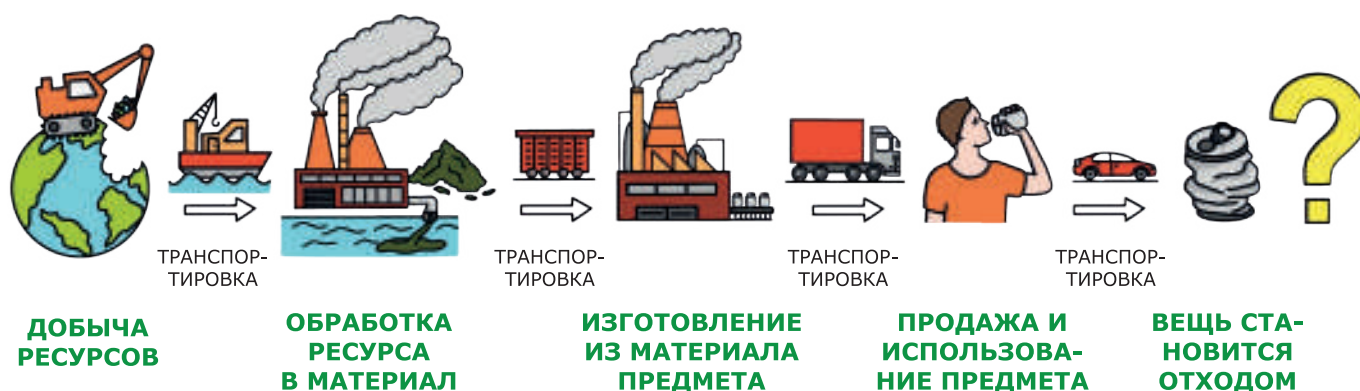 ТРАНСПОР-
ТИРОВКА
ТРАНСПОР-
ТИРОВКА
ТРАНСПОР-
ТИРОВКА
ТРАНСПОР-
ТИРОВКА
ДОБЫЧА
РЕСУРСОВ
ОБРАБОТКА
РЕСУРСА
В МАТЕРИАЛ
ИЗГОТОВЛЕНИЕ
ИЗ МАТЕРИАЛА
ПРЕДМЕТА
ПРОДАЖА И
ИСПОЛЬЗОВА-
НИЕ ПРЕДМЕТА
ВЕЩЬ СТА-
НОВИТСЯ
ОТХОДОМ
?